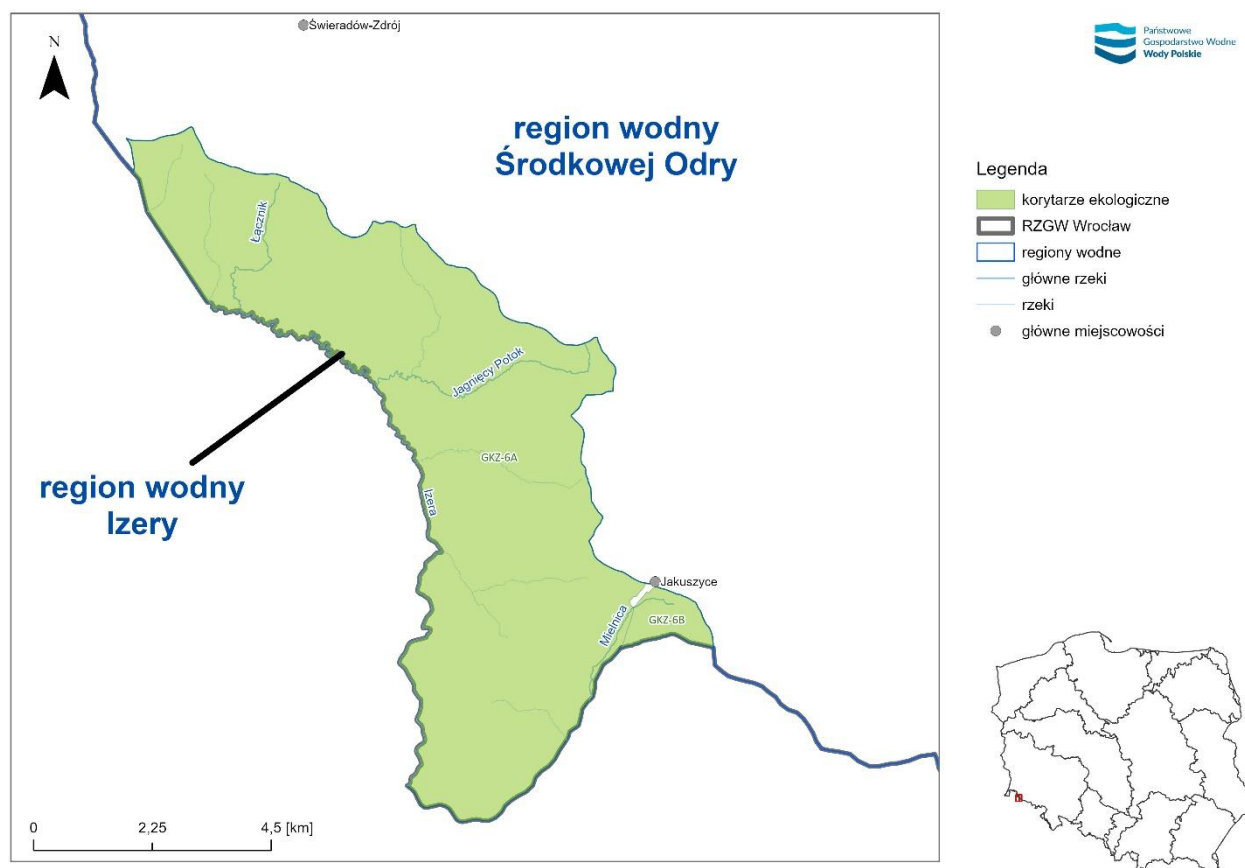 Świeradów-Zdrój
N
region wodny
Środkowej Odry
Łącznik
Jagnięcy Potok
GKZ-6A
region wodny
Izery
Izera
Jakuszyce
Mielnica
GKZ-6B
0 2,25 4,5 [km]
Państwowe
Gospodarstwo Wodne
Wody Polskie
Legenda
korytarze ekologiczne
RZGW Wrocław
regiony wodne
główne rzeki
rzeki
główne miejscowości